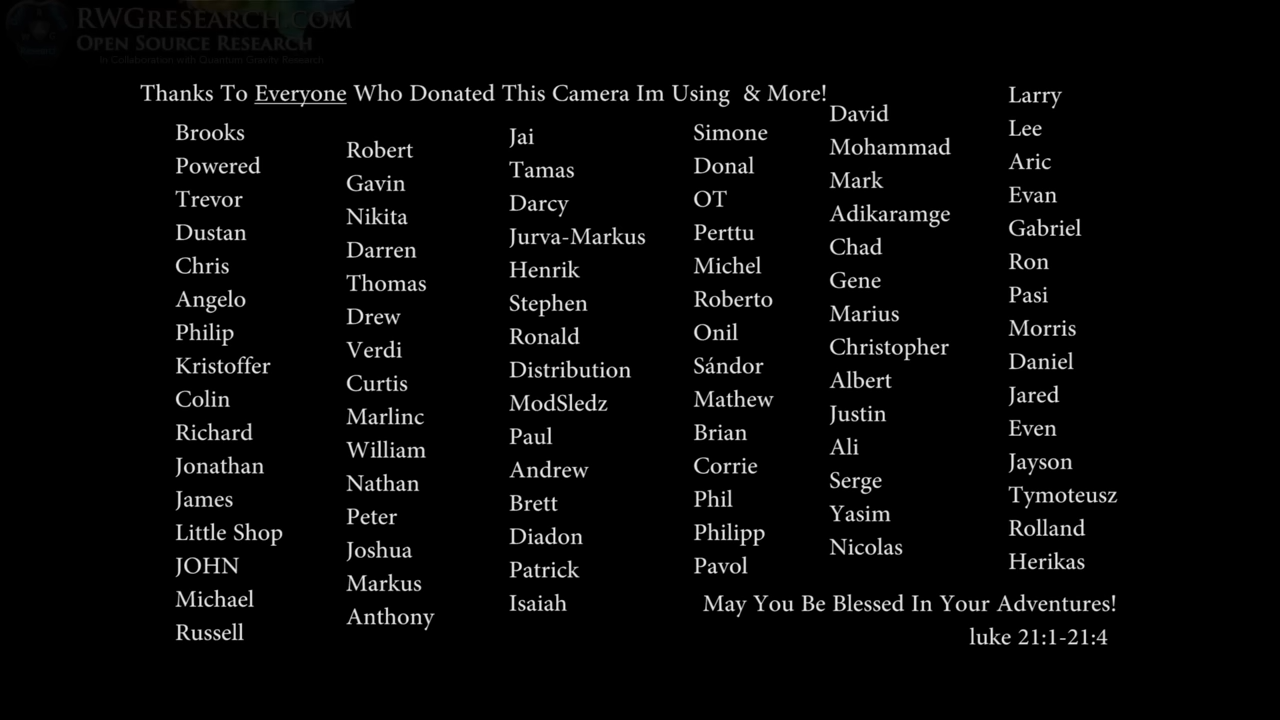 RWGRESEARCH.COM
OPEN SOURCE RESEARCH
In Collaboration with Quantum Gravity Research
Thanks To Everyone Who Donated This Camera Im Using & More!
Brooks
Powered
Trevor
Dustan
Chris
Angelo
Philip
Kristoffer
Colin
Richard
Jonathan
James
Little Shop
JOHN
Michael
Russell
Robert
Gavin
Nikita
Darren
Thomas
Drew
Verdi
Curtis
Marlinc
William
Nathan
Peter
Joshua
Markus
Anthony
Jai
Tamas
Darcy
Jurva-Markus
Henrik
Stephen
Ronald
Distribution
ModSledz
Paul
Andrew
Brett
Diadon
Patrick
Isaiah
Simone
Donal
OT
Perttu
Michel
Roberto
Onil
Sándor
Mathew
Brian
Corrie
Phil
Philipp
Pavol
David
Mohammad
Mark
Adikaramge
Chad
Gene
Marius
Christopher
Albert
Justin
Ali
Serge
Yasim
Nicolas
Larry
Lee
Aric
Evan
Gabriel
Ron
Pasi
Morris
Daniel
Jared
Even
Jayson
Tymoteusz
Rolland
Herikas
May You Be Blessed In Your Adventures!
luke 21:1-21:4